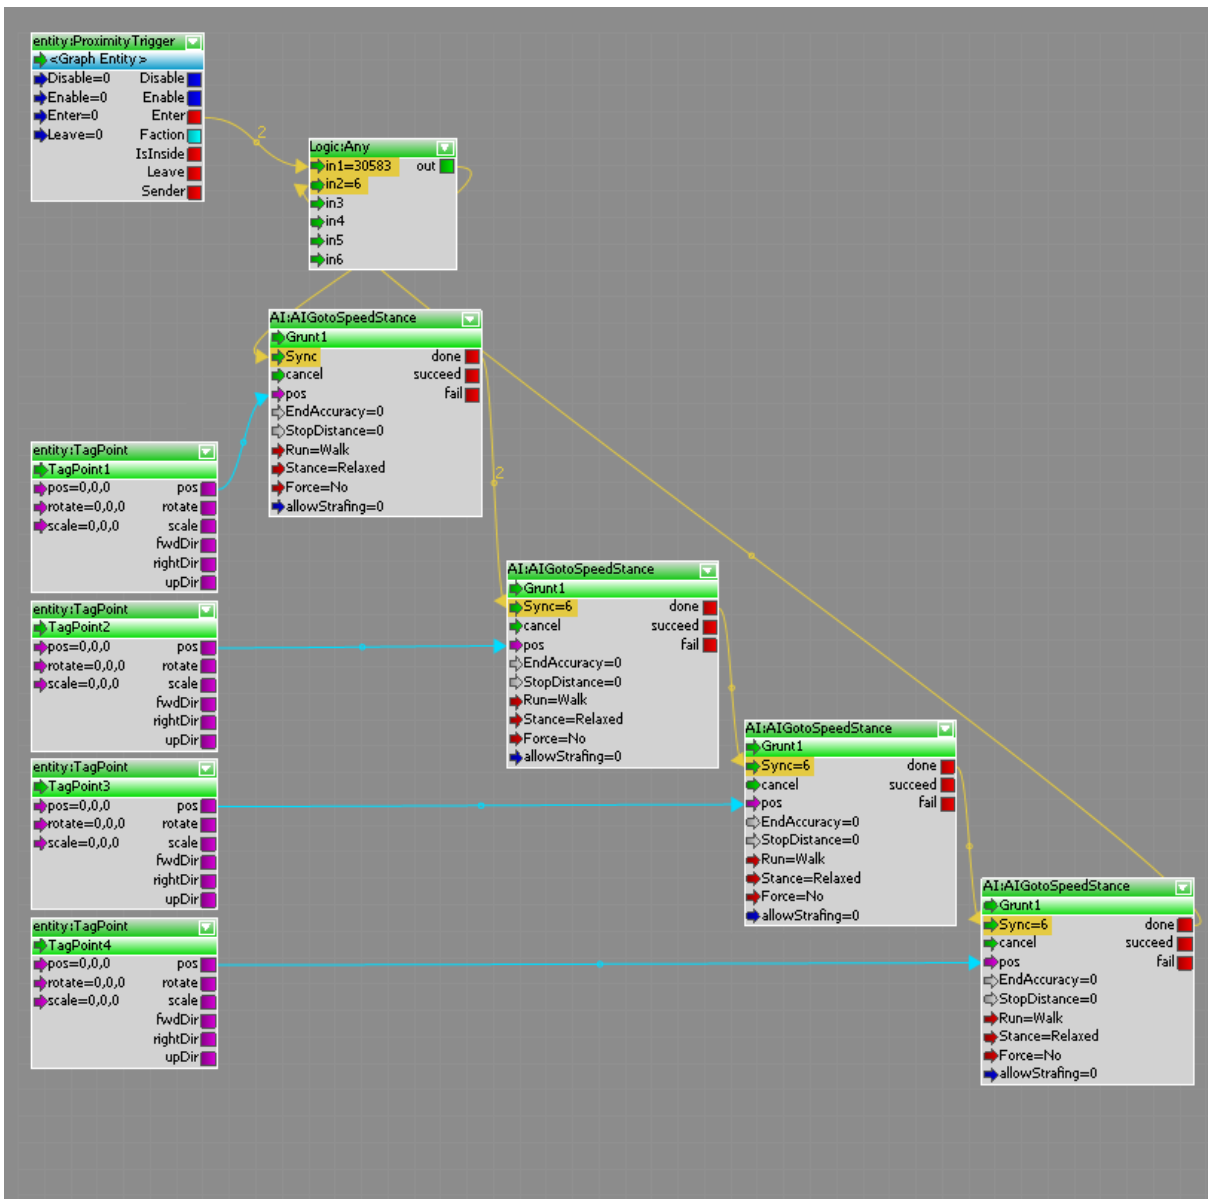 entity:ProximityTrigger
<Graph Entity>
Disable=0 Disable
Enable=0 Enable
Enter=0 Enter
Leave=0 Faction
IsInside
Leave
Sender
2
Logic:Any
in1=30583 out
in2=6
in3
in4
in5
in6
AI:AIGotoSpeedStance
Grunt1
Sync done
cancel succeed
pos fail
EndAccuracy=0
StopDistance=0
Run=Walk
Stance=Relaxed
Force=No
allowStrafing=0
2
entity:TagPoint
TagPoint1
pos=0,0,0 pos
rotate=0,0,0 rotate
scale=0,0,0 scale
fwdDir
rightDir
upDir
entity:TagPoint
TagPoint2
pos=0,0,0 pos
rotate=0,0,0 rotate
scale=0,0,0 scale
fwdDir
rightDir
upDir
AI:AIGotoSpeedStance
Grunt1
Sync=6 done
cancel succeed
pos fail
EndAccuracy=0
StopDistance=0
Run=Walk
Stance=Relaxed
Force=No
allowStrafing=0
entity:TagPoint
TagPoint3
pos=0,0,0 pos
rotate=0,0,0 rotate
scale=0,0,0 scale
fwdDir
rightDir
upDir
AI:AIGotoSpeedStance
Grunt1
Sync=6 done
cancel succeed
pos fail
EndAccuracy=0
StopDistance=0
Run=Walk
Stance=Relaxed
Force=No
allowStrafing=0
entity:TagPoint
TagPoint4
pos=0,0,0 pos
rotate=0,0,0 rotate
scale=0,0,0 scale
fwdDir
rightDir
upDir
AI:AIGotoSpeedStance
Grunt1
Sync=6 done
cancel succeed
pos fail
EndAccuracy=0
StopDistance=0
Run=Walk
Stance=Relaxed
Force=No
allowStrafing=0